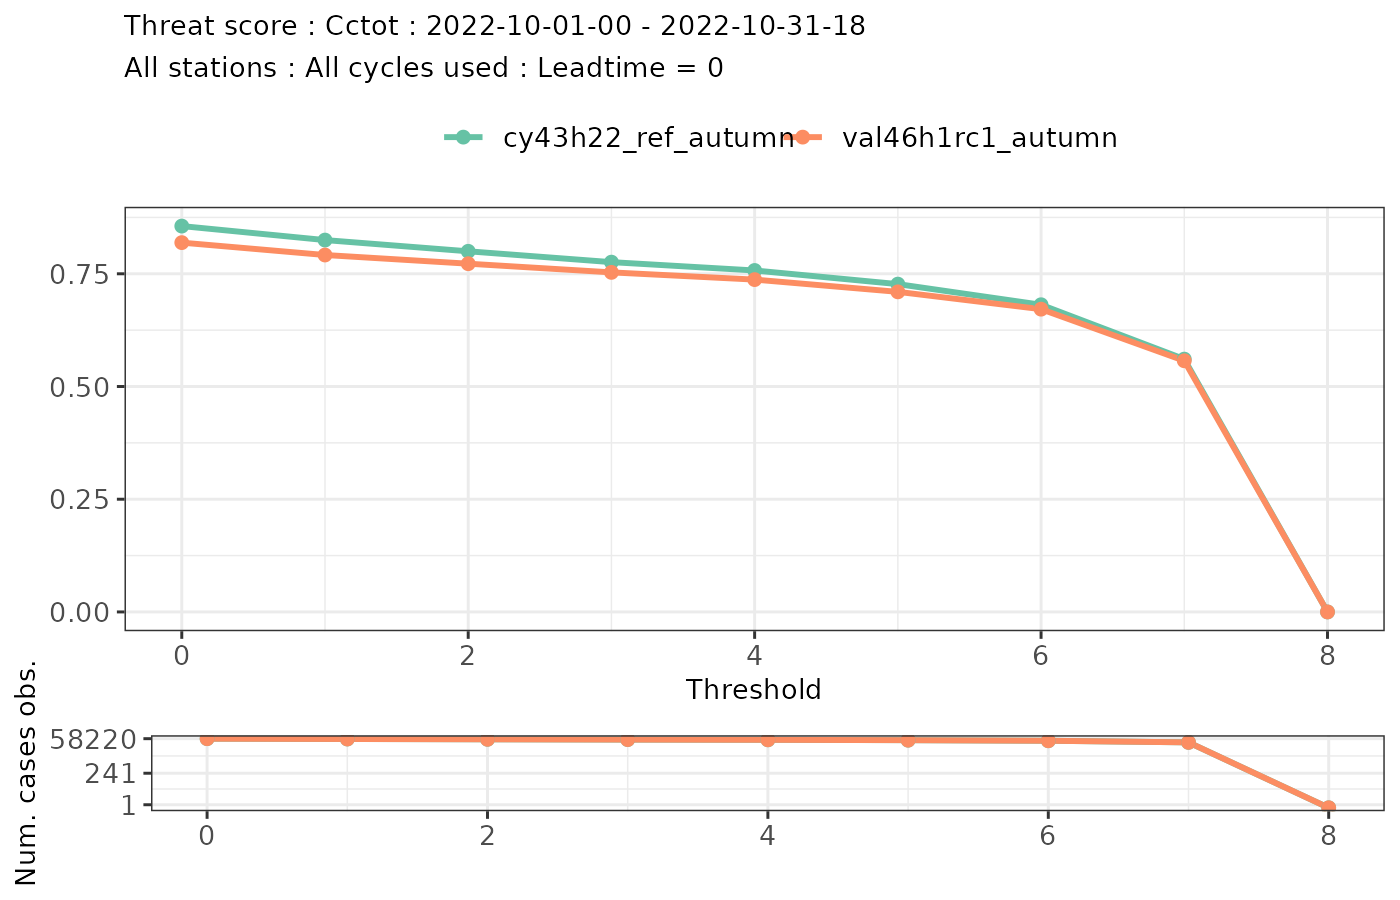 Threat score : Cctot : 2022-10-01-00 - 2022-10-31-18
All stations : All cycles used : Leadtime = 0
cy43h22_ref_autumn val46h1rc1_autumn
0.75
0.50
0.25
0.00
0 2 4 6 8
Threshold
Num. cases obs.
58220
241
1
0 2 4 6 8